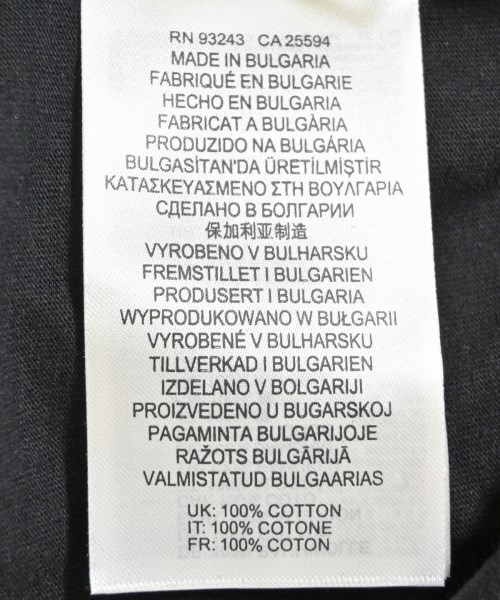 RN 93243 CA 25594
MADE IN BULGARIA
FABRIQUÉ EN BULGARIE
HECHO EN BULGARIA
FABRICAT A BULGÀRIA
PRODUZIDO NA BULGÁRIA
BULGASİTAN'DA ÜRETİLMİŞTİR
ΚΑΤΑΣΚΕΥΑΣΜΕΝΟ ΣΤΗ ΒΟΥΛΓΑΡΙΑ
СДЕЛАНО В БОЛГАРИИ
保加利亚制造
VYROBENO V BULHARSKU
FREMSTILLET I BULGARIEN
PRODUSERT I BULGARIA
WYPRODUKOWANO W BUŁGARII
VYROBENÉ V BULHARSKU
TILLVERKAD I BULGARIEN
IZDELANO V BOLGARIJI
PROIZVEDENO U BUGARSKOJ
PAGAMINTA BULGARIJOJE
RAŽOTS BULGĀRIJĀ
VALMISTATUD BULGAARIAS
UK: 100% COTTON
IT: 100% COTONE
FR: 100% COTON